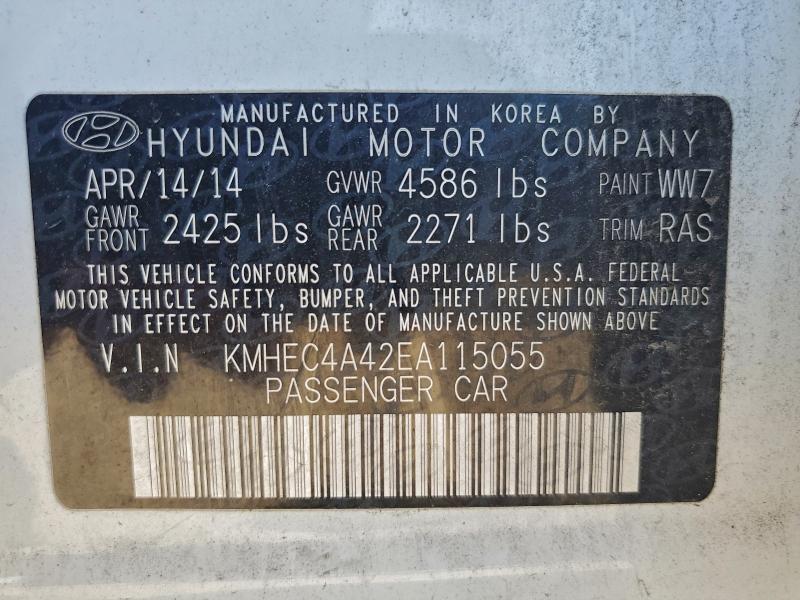 MANUFACTURED IN KOREA BY
HYUNDAI MOTOR COMPANY
APR/14/14 GVWR 4586 lbs PAINT WW7
GAWR FRONT 2425 lbs GAWR REAR 2271 lbs TRIM RAS
THIS VEHICLE CONFORMS TO ALL APPLICABLE U.S.A. FEDERAL
MOTOR VEHICLE SAFETY, BUMPER, AND THEFT PREVENTION STANDARDS
IN EFFECT ON THE DATE OF MANUFACTURE SHOWN ABOVE
V.I.N KMHEC4A42EA115055
PASSENGER CAR